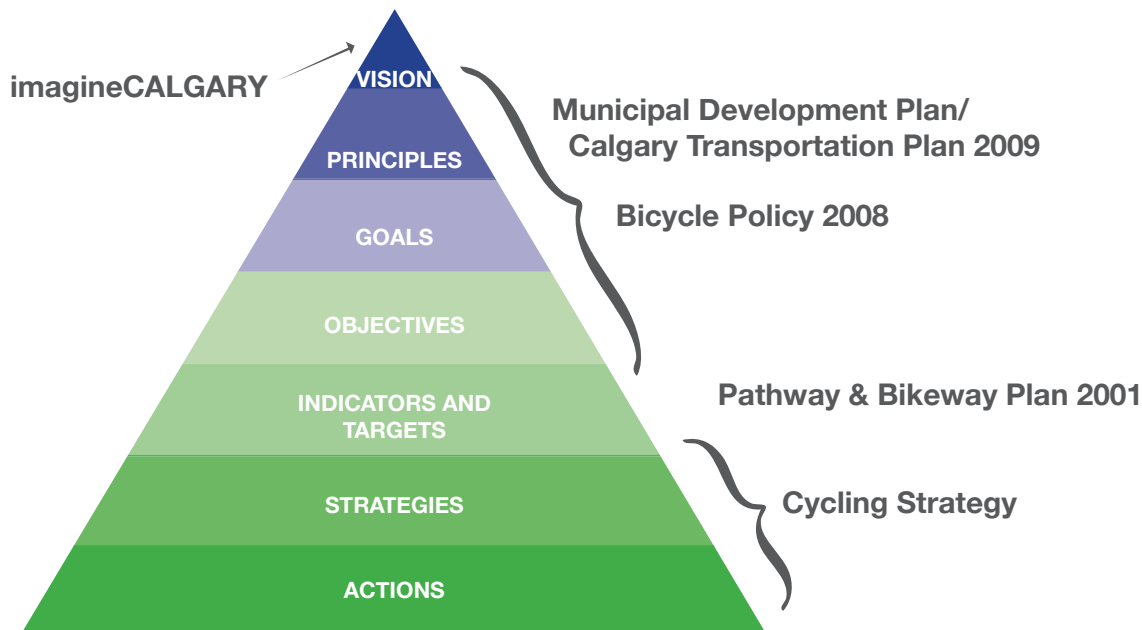 imagineCALGARY
VISION
PRINCIPLES
GOALS
OBJECTIVES
INDICATORS AND
TARGETS
STRATEGIES
ACTIONS
Municipal Development Plan/
Calgary Transportation Plan 2009
Bicycle Policy 2008
Pathway & Bikeway Plan 2001
Cycling Strategy